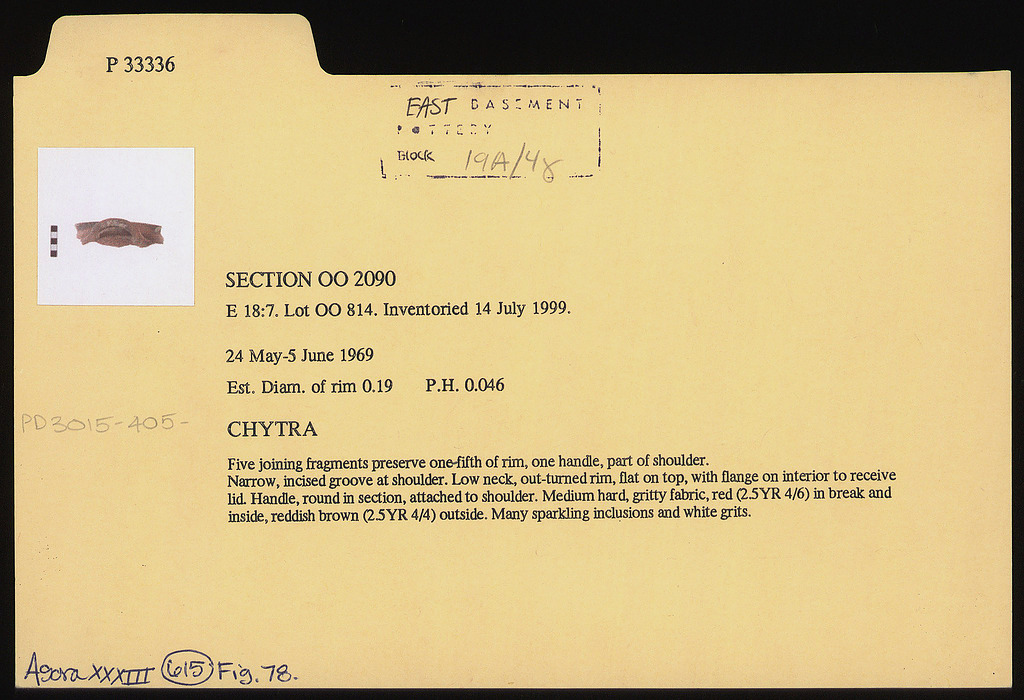 P 33336
EAST BASEMENT
POTTERY
BLOCK 19A/48
SECTION OO 2090
E 18:7. Lot OO 814. Inventoried 14 July 1999.
24 May-5 June 1969
Est. Diam. of rim 0.19 P.H. 0.046
PD3015-405-
CHYTRA
Five joining fragments preserve one-fifth of rim, one handle, part of shoulder.
Narrow, incised groove at shoulder. Low neck, out-turned rim, flat on top, with flange on interior to receive
lid. Handle, round in section, attached to shoulder. Medium hard, gritty fabric, red (2.5YR 4/6) in break and
inside, reddish brown (2.5YR 4/4) outside. Many sparkling inclusions and white grits.
Agora XXXIII 615 Fig. 78.